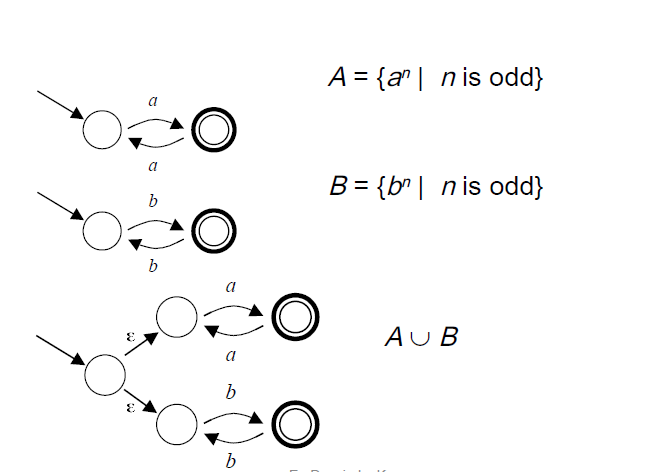 a
A = {aⁿ | n is odd}
a
b
B = {bⁿ | n is odd}
b
a
ε
A ∪ B
a
b
ε
b